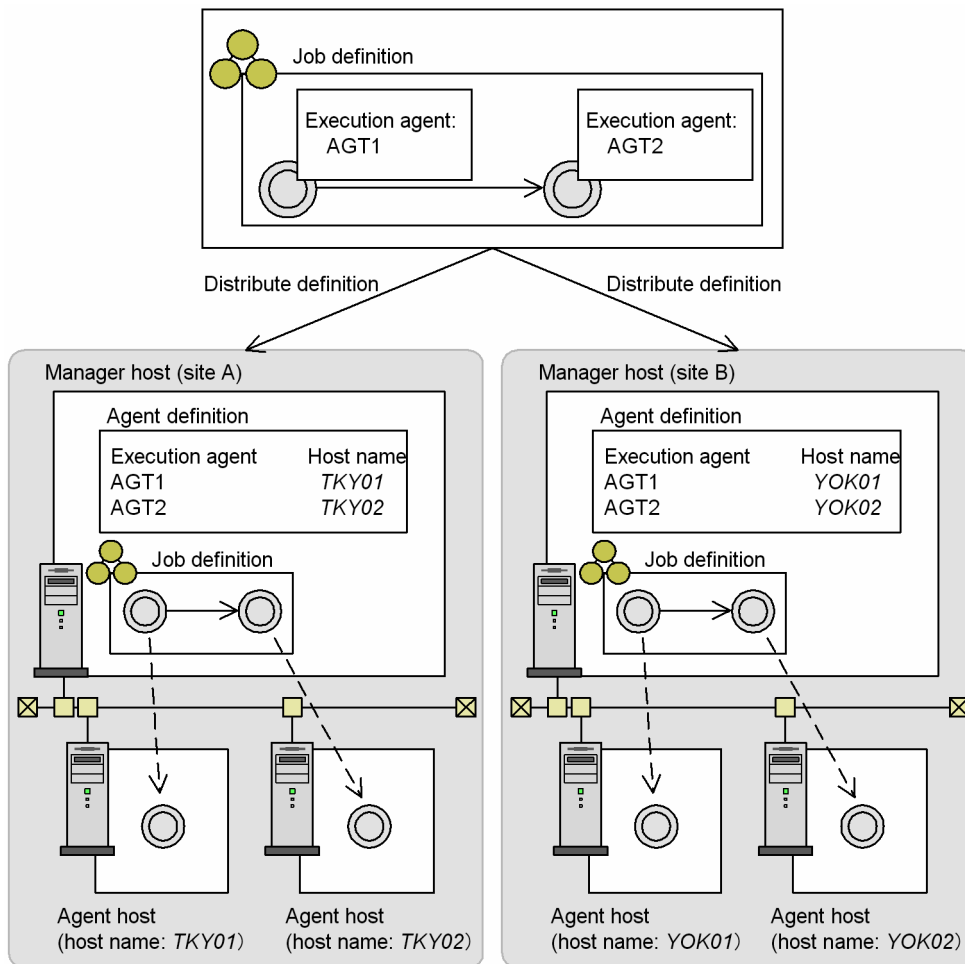 Job definition
Execution agent:
AGT1
Execution agent:
AGT2
Distribute definition
Distribute definition
Manager host (site A)
Agent definition
Execution agent Host name
AGT1 TKY01
AGT2 TKY02
Job definition
Agent host
(host name: TKY01)
Agent host
(host name: TKY02)
Manager host (site B)
Agent definition
Execution agent Host name
AGT1 YOK01
AGT2 YOK02
Job definition
Agent host
(host name: YOK01)
Agent host
(host name: YOK02)